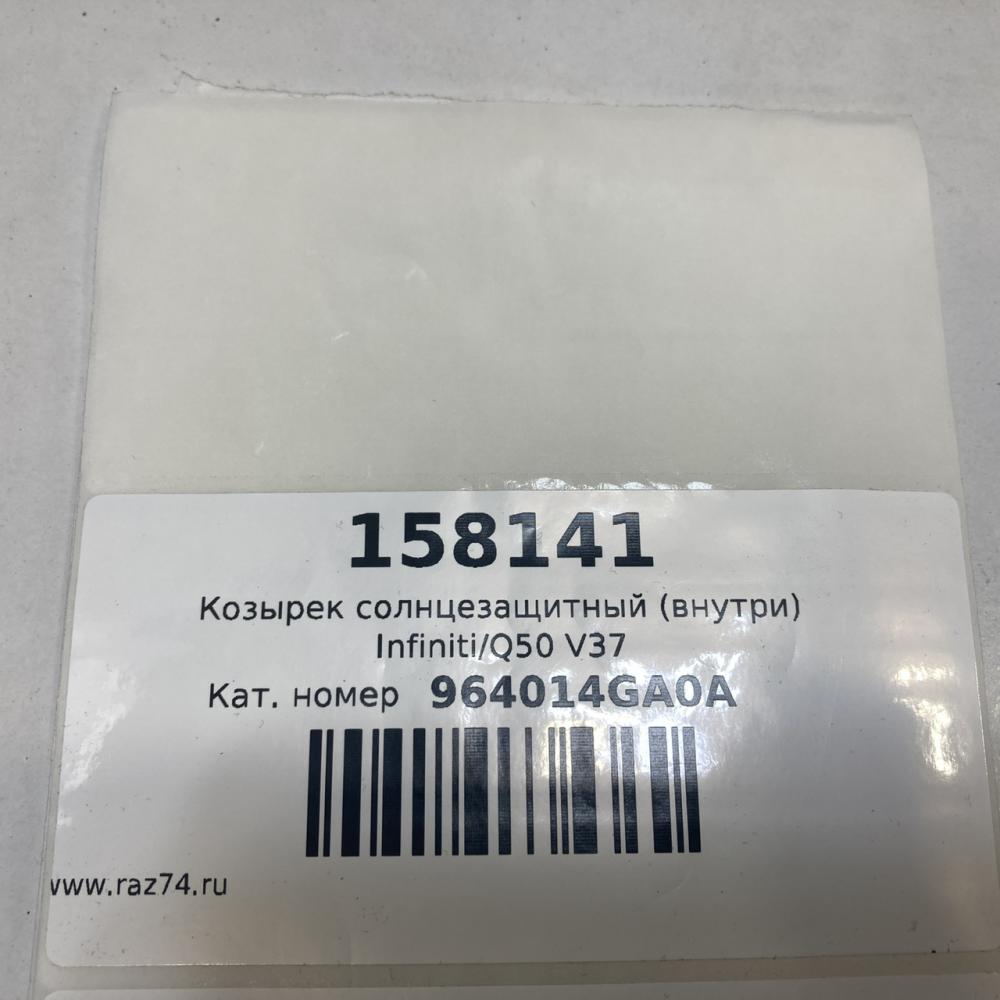 158141
Козырек солнцезащитный (внутри)
Infiniti/Q50 V37
Кат. номер 964014GA0A
www.raz74.ru